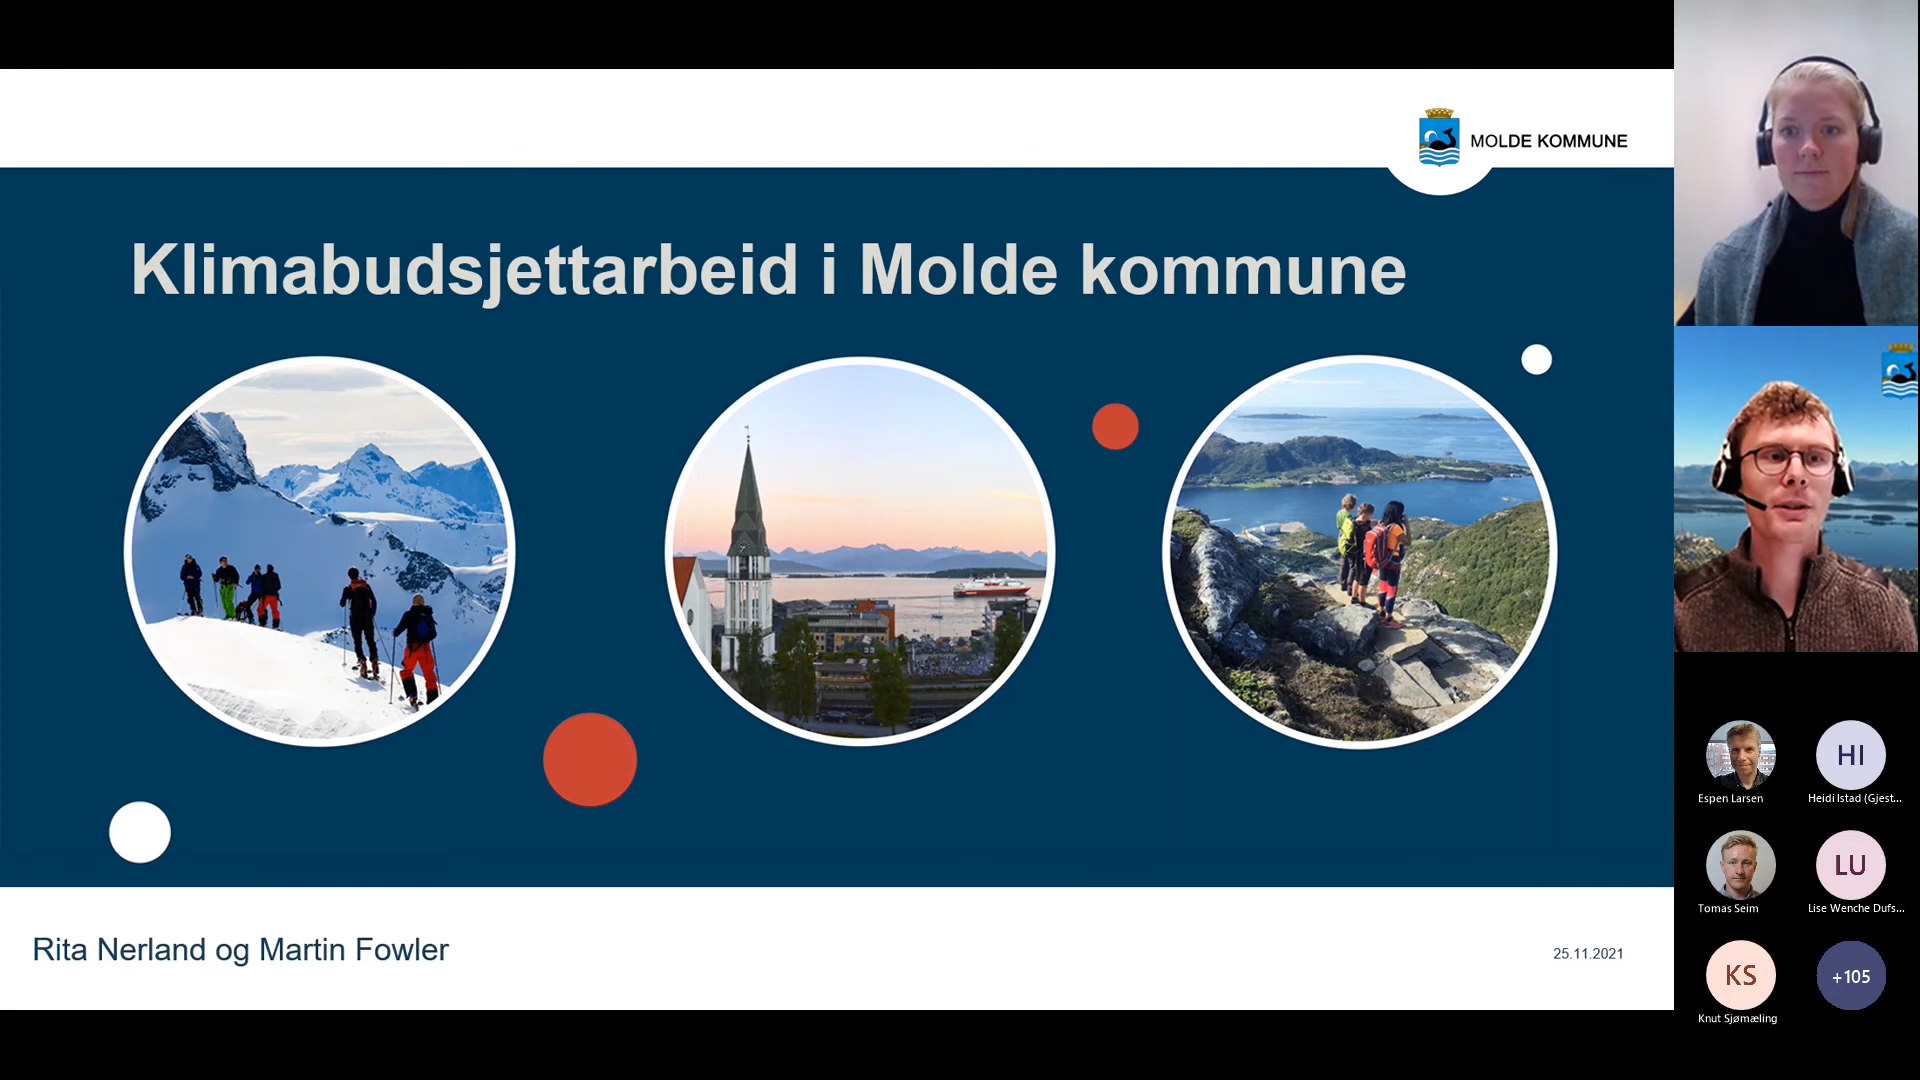 MOLDE KOMMUNE
Klimabudsjettarbeid i Molde kommune
Rita Nerland og Martin Fowler
25.11.2021
HI
Espen Larsen
Heidi Istad (Gjest...
LU
Tomas Seim
Lise Wenche Dufs...
KS
+105
Knut Sjømæling